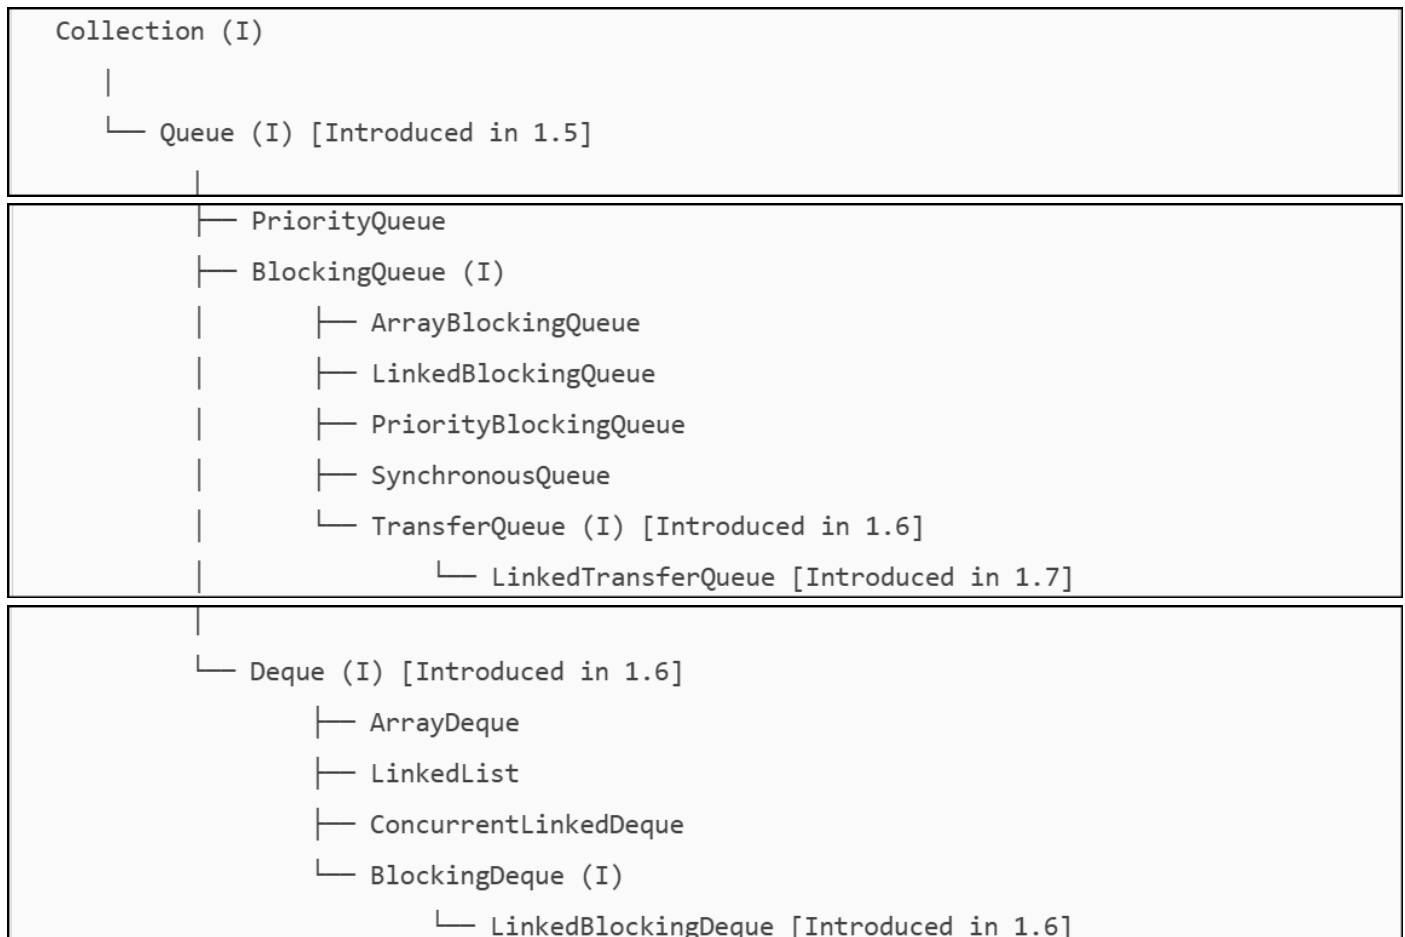 Collection (I)
│
└── Queue (I) [Introduced in 1.5]
│
├── PriorityQueue
├── BlockingQueue (I)
│ ├── ArrayBlockingQueue
│ ├── LinkedBlockingQueue
│ ├── PriorityBlockingQueue
│ ├── SynchronousQueue
│ └── TransferQueue (I) [Introduced in 1.6]
│ └── LinkedTransferQueue [Introduced in 1.7]
│
└── Deque (I) [Introduced in 1.6]
├── ArrayDeque
├── LinkedList
├── ConcurrentLinkedDeque
└── BlockingDeque (I)
└── LinkedBlockingDeque [Introduced in 1.6]